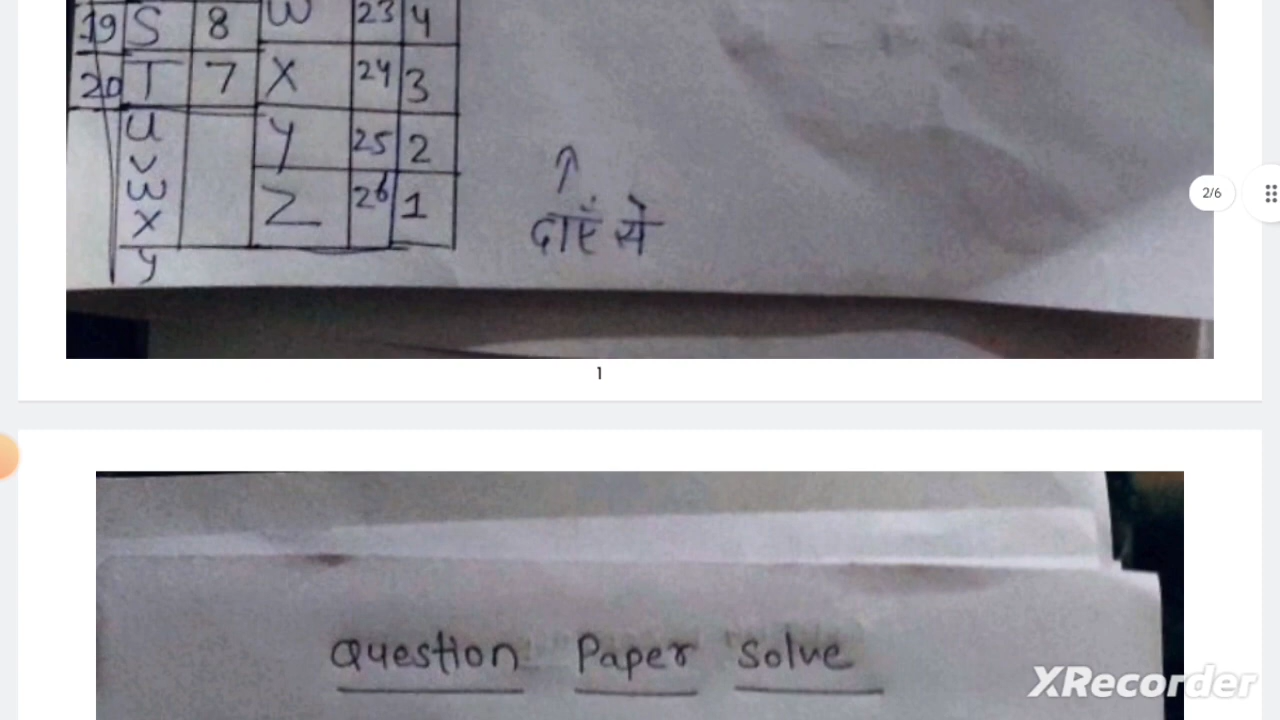 19 S 8 W 23 4
20 T 7 X 24 3
U Y 25 2
V
W Z 26 1
X
Y
↑
दाएँ से
2/6
1
Question Paper Solve
XRecorder